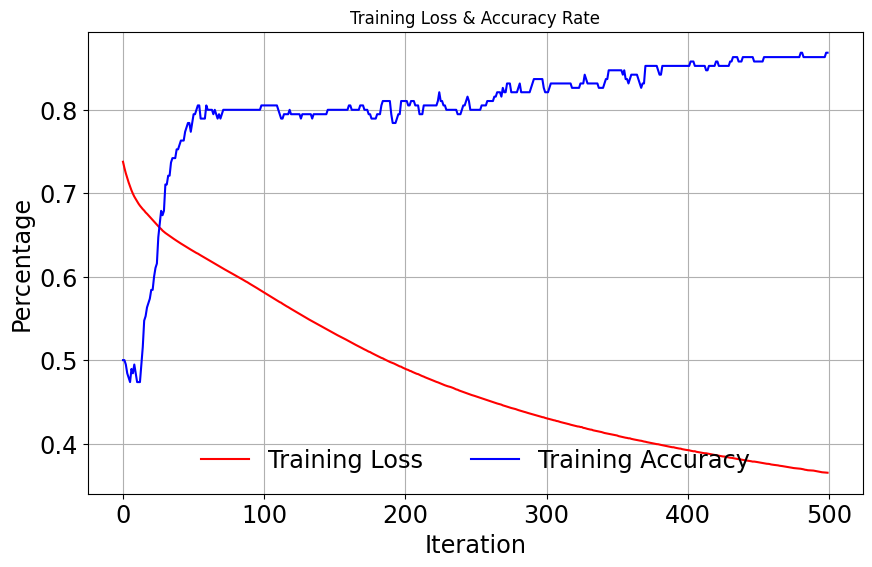 Training Loss & Accuracy Rate
Percentage
0.8
0.7
0.6
0.5
0.4
Training Loss
Training Accuracy
0
100
200
300
400
500
Iteration